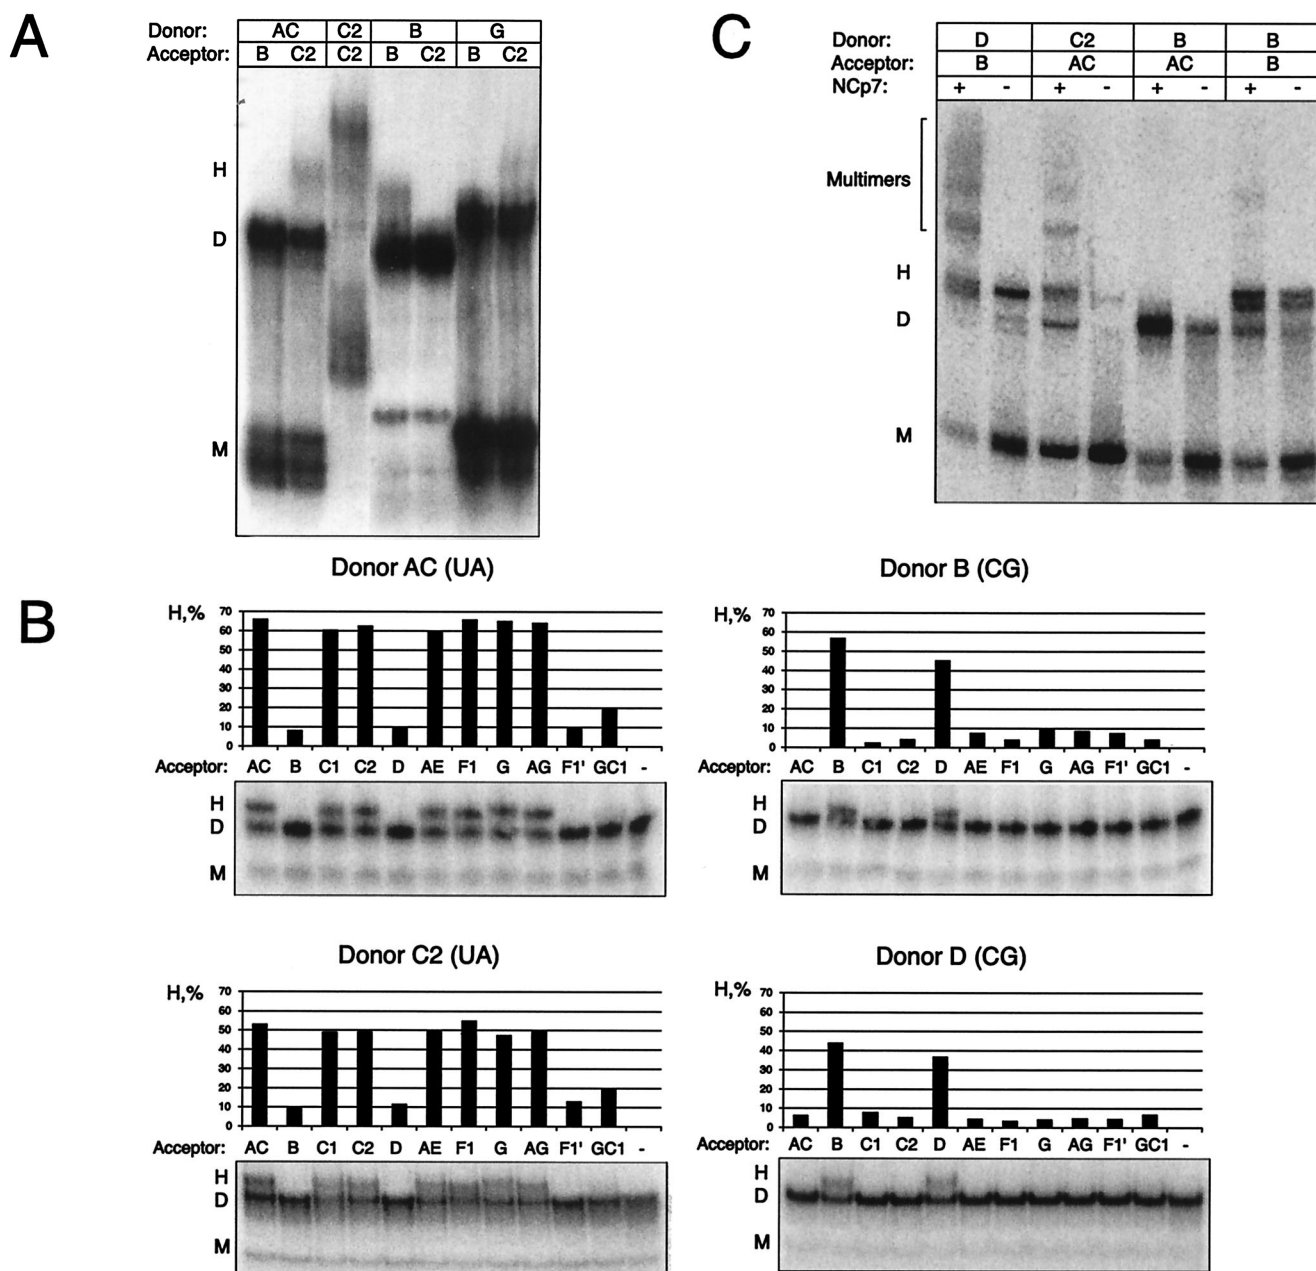 A
Donor: AC C2 B G
Acceptor: B C2 C2 B C2 B C2
H
D
M
C
Donor: D C2 B B
Acceptor: B AC AC B
NCp7: + - + - + - + -
Multimers
H
D
M
B
Donor AC (UA)
H,%
70
60
50
40
30
20
10
0
Acceptor: AC B C1 C2 D AE F1 G AG F1' GC1 -
H
D
M
Donor B (CG)
H,%
70
60
50
40
30
20
10
0
Acceptor: AC B C1 C2 D AE F1 G AG F1' GC1 -
H
D
M
Donor C2 (UA)
H,%
70
60
50
40
30
20
10
0
Acceptor: AC B C1 C2 D AE F1 G AG F1' GC1 -
H
D
M
Donor D (CG)
H,%
70
60
50
40
30
20
10
0
Acceptor: AC B C1 C2 D AE F1 G AG F1' GC1 -
H
D
M